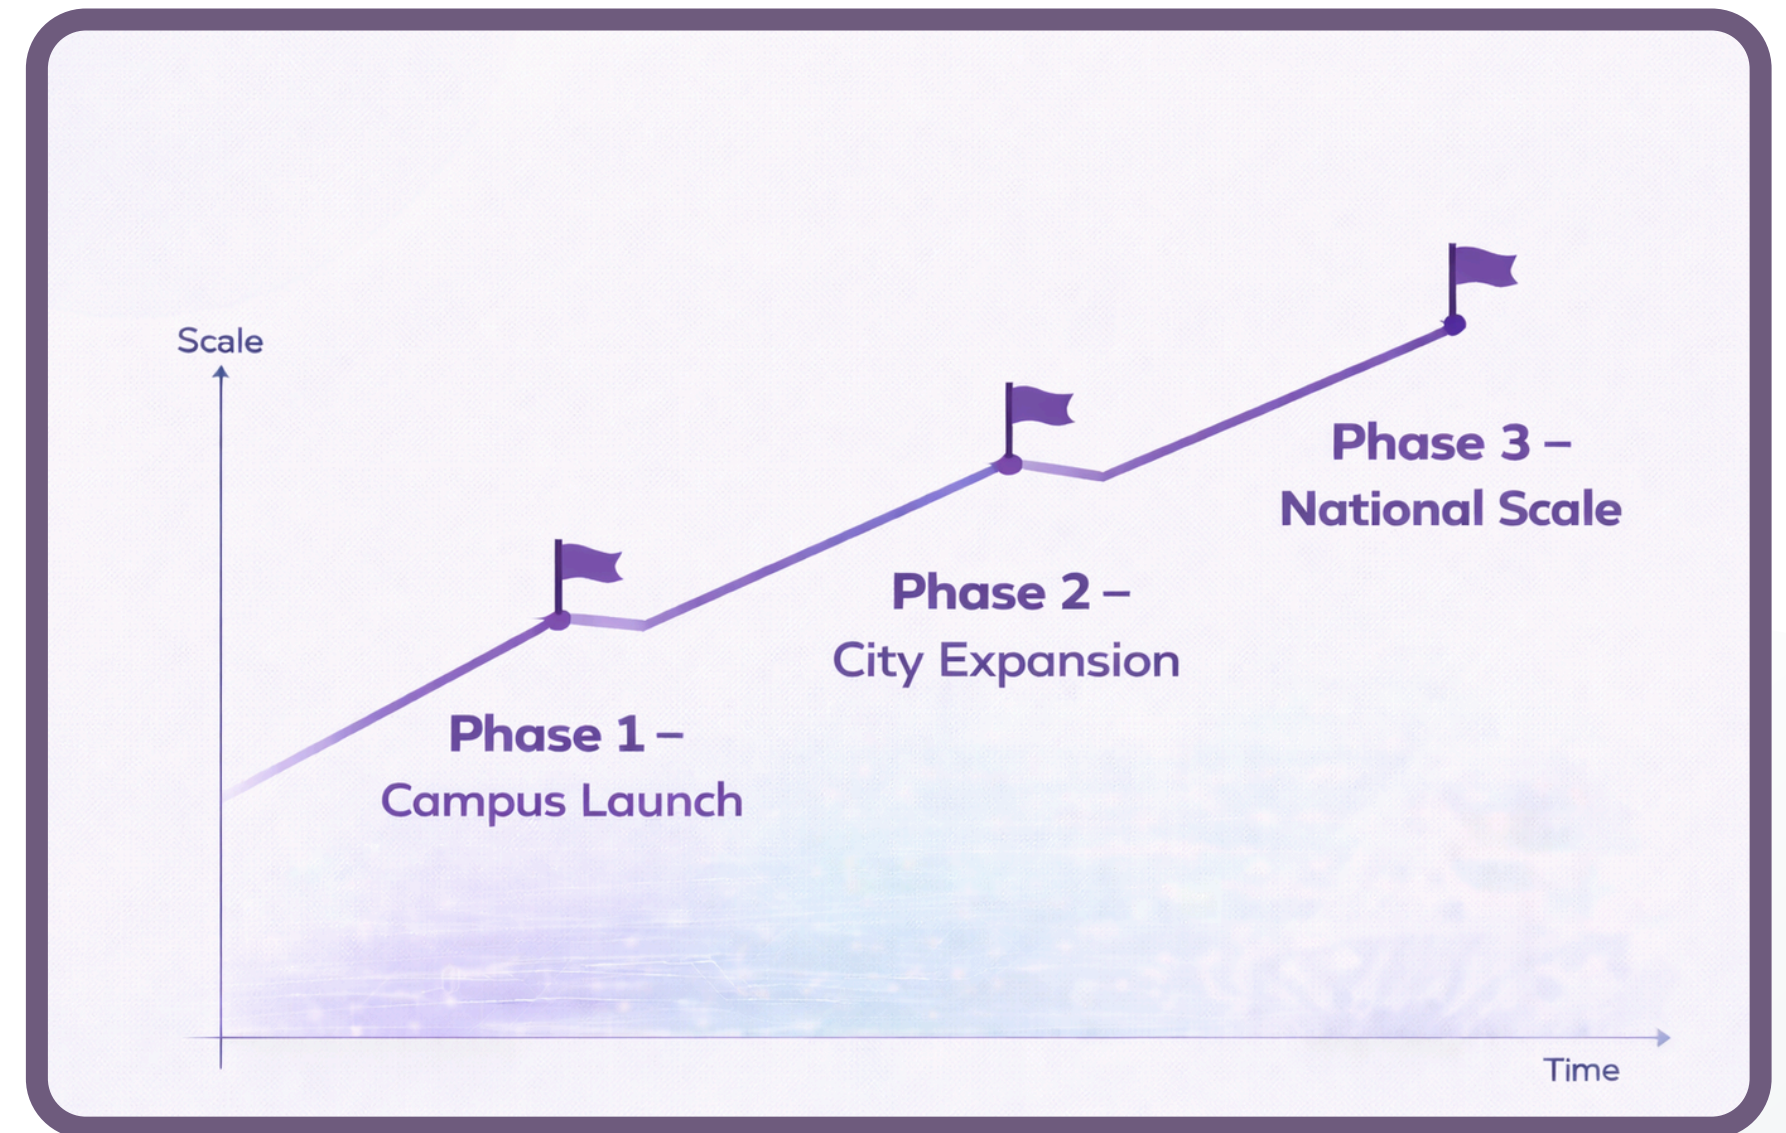 Scale
Phase 1 –
Campus Launch
Phase 2 –
City Expansion
Phase 3 –
National Scale
Time